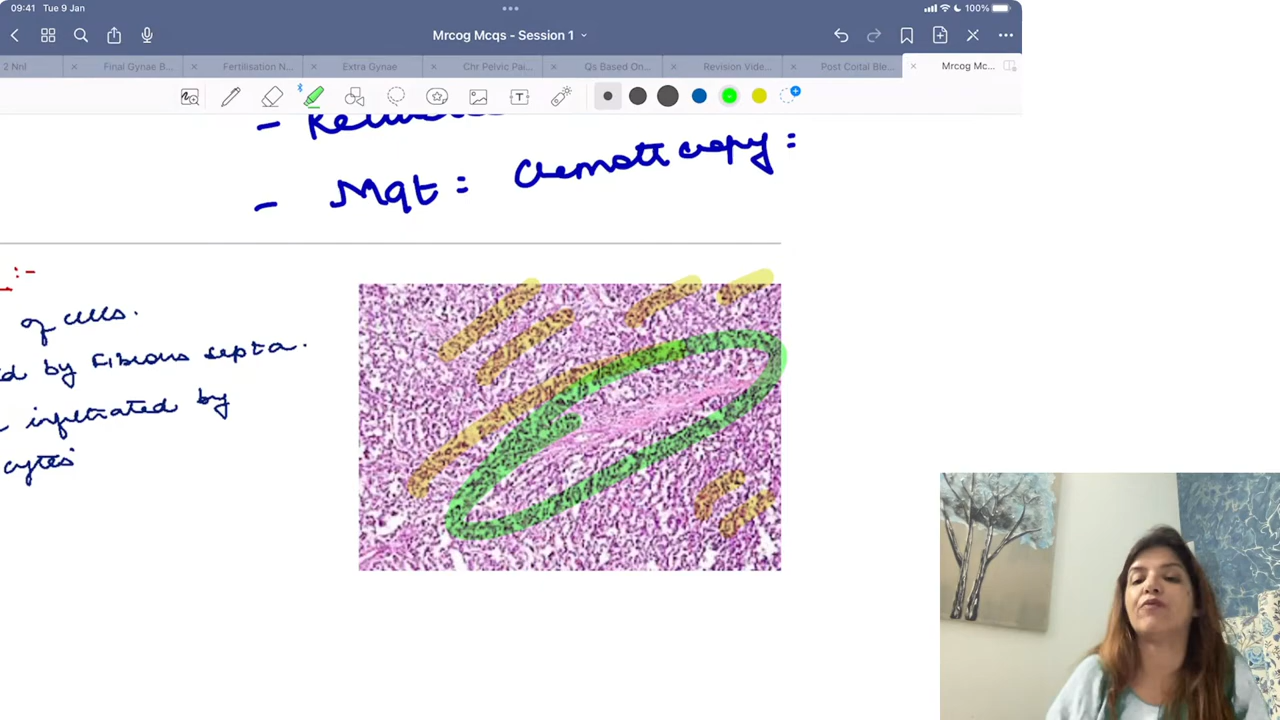 09:41 Tue 9 Jan
100%
Mrcog Mcqs - Session 1
2 Nnl
Final Gynae B...
Fertilisation N...
Extra Gynae
Chr Pelvic Pai...
Qs Based On...
Revision Vide...
Post Coital Ble...
Mrcog Mc...
- Mgt :
:-
of cells.
ed by Fibrous septa.
infiltrated by
cytes